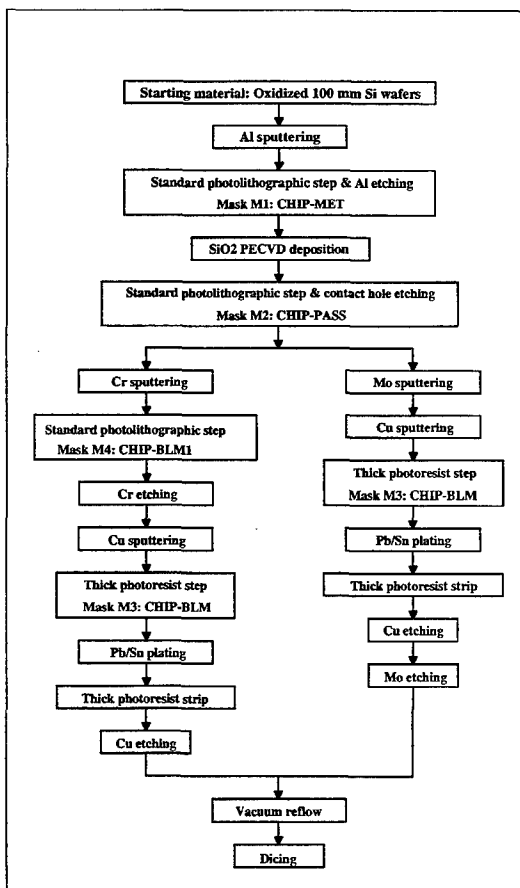 Starting material: Oxidized 100 mm Si wafers
Al sputtering
Standard photolithographic step & Al etching
Mask M1: CHIP-MET
SiO2 PECVD deposition
Standard photolithographic step & contact hole etching
Mask M2: CHIP-PASS
Cr sputtering
Standard photolithographic step
Mask M4: CHIP-BLM1
Cr etching
Cu sputtering
Thick photoresist step
Mask M3: CHIP-BLM
Pb/Sn plating
Thick photoresist strip
Cu etching
Mo sputtering
Cu sputtering
Thick photoresist step
Mask M3: CHIP-BLM
Pb/Sn plating
Thick photoresist strip
Cu etching
Mo etching
Vacuum reflow
Dicing